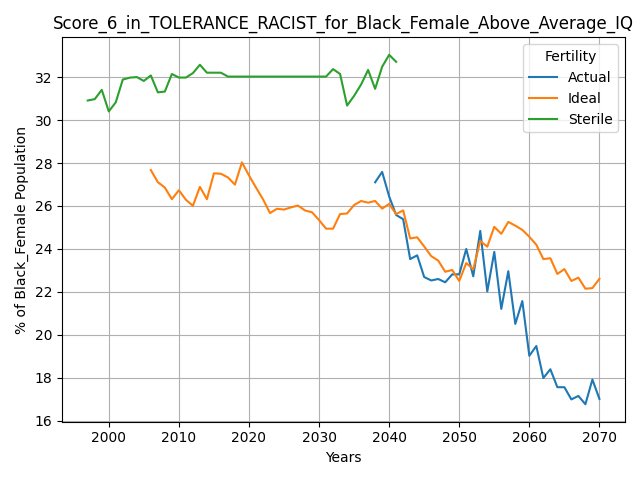 Score_6_in_TOLERANCE_RACIST_for_Black_Female_Above_Average_IQ
Fertility
Actual
Ideal
Sterile
% of Black_Female Population
32
30
28
26
24
22
20
18
16
2000
2010
2020
2030
2040
2050
2060
2070
Years